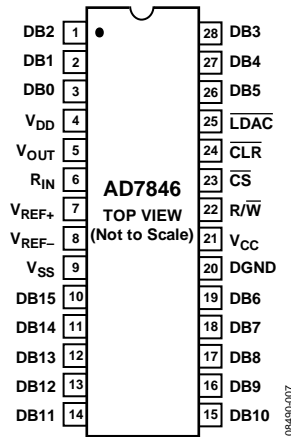 DB2 1 28 DB3
DB1 2 27 DB4
DB0 3 26 DB5
VDD 4 25 LDAC
VOUT 5 24 CLR
RIN 6 23 CS
AD7846
VREF+ 7 22 R/W
TOP VIEW
VREF– 8 21 VCC
(Not to Scale)
VSS 9 20 DGND
DB15 10 19 DB6
DB14 11 18 DB7
DB13 12 17 DB8
DB12 13 16 DB9
DB11 14 15 DB10
08490-007